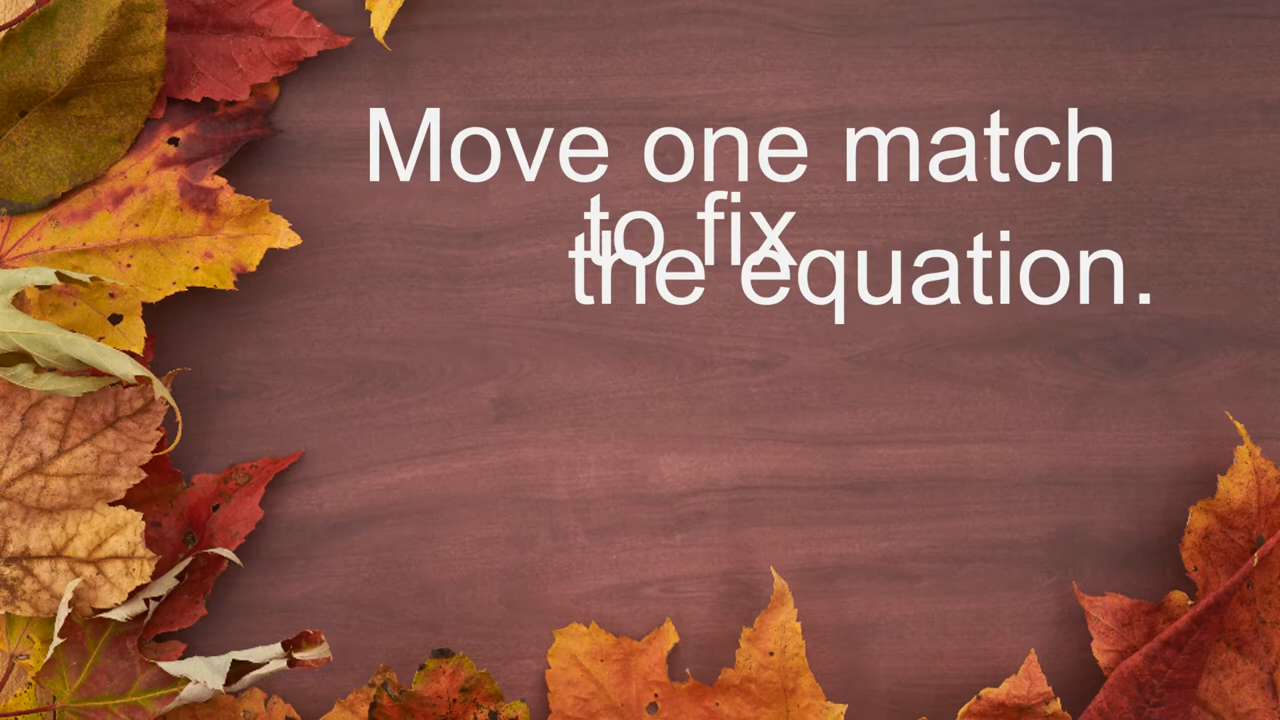 Move one match
to fix
the equation.